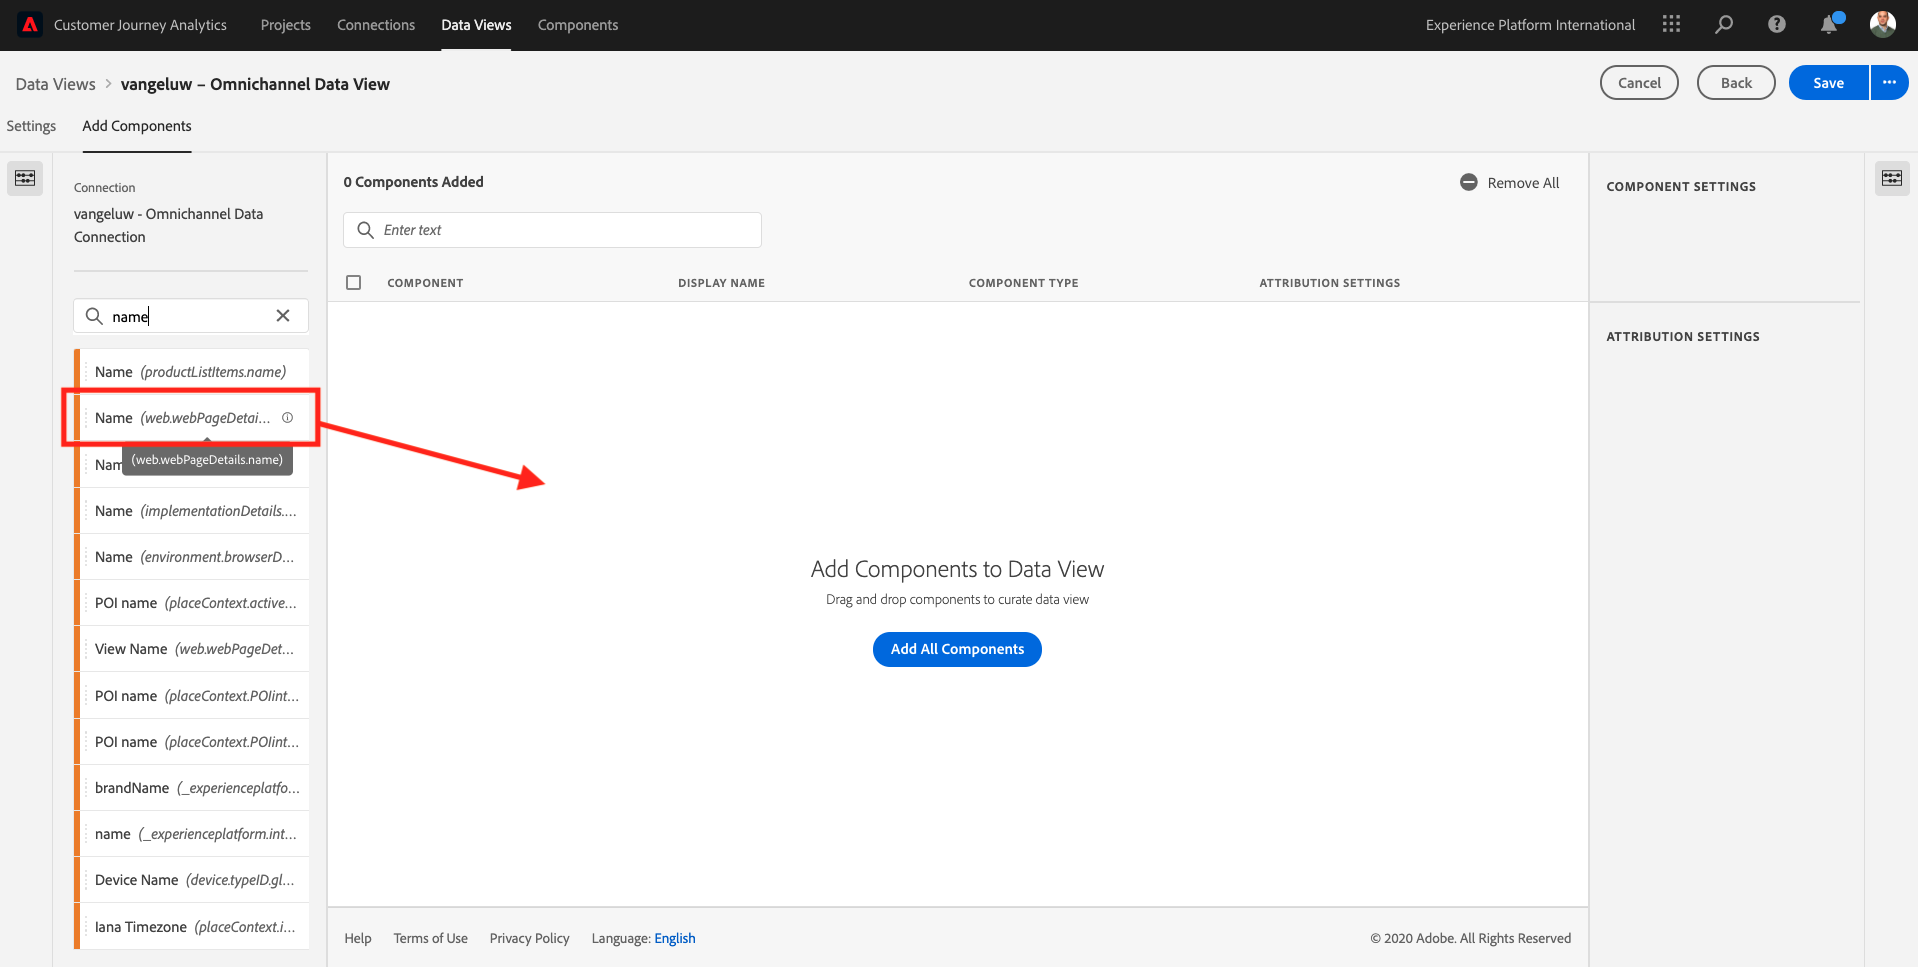 Customer Journey Analytics Projects Connections Data Views Components Experience Platform International
Data Views > vangeluw – Omnichannel Data View Cancel Back Save ...
Settings Add Components
Connection
vangeluw - Omnichannel Data
Connection
name
Name (productListItems.name)
Name (web.webPageDetai...
(web.webPageDetails.name)
Name (implementationDetails....
Name (environment.browserD...
POI name (placeContext.active...
View Name (web.webPageDet...
POI name (placeContext.POIint...
POI name (placeContext.POIint...
brandName (_experienceplatfo...
name (_experienceplatform.int...
Device Name (device.typeID.gl...
Iana Timezone (placeContext.i...
0 Components Added Remove All
Enter text
COMPONENT DISPLAY NAME COMPONENT TYPE ATTRIBUTION SETTINGS
Add Components to Data View
Drag and drop components to curate data view
Add All Components
COMPONENT SETTINGS
ATTRIBUTION SETTINGS
Help Terms of Use Privacy Policy Language: English © 2020 Adobe. All Rights Reserved